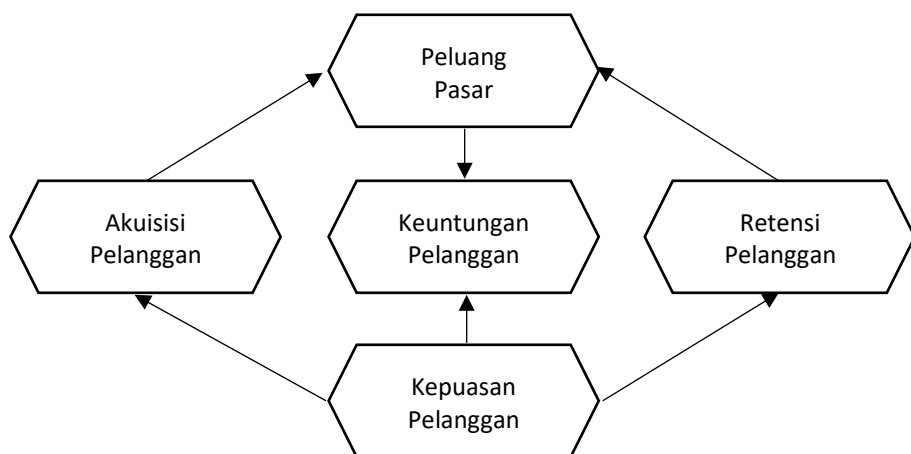 Peluang
Pasar
Akuisisi
Pelanggan
Keuntungan
Pelanggan
Retensi
Pelanggan
Kepuasan
Pelanggan